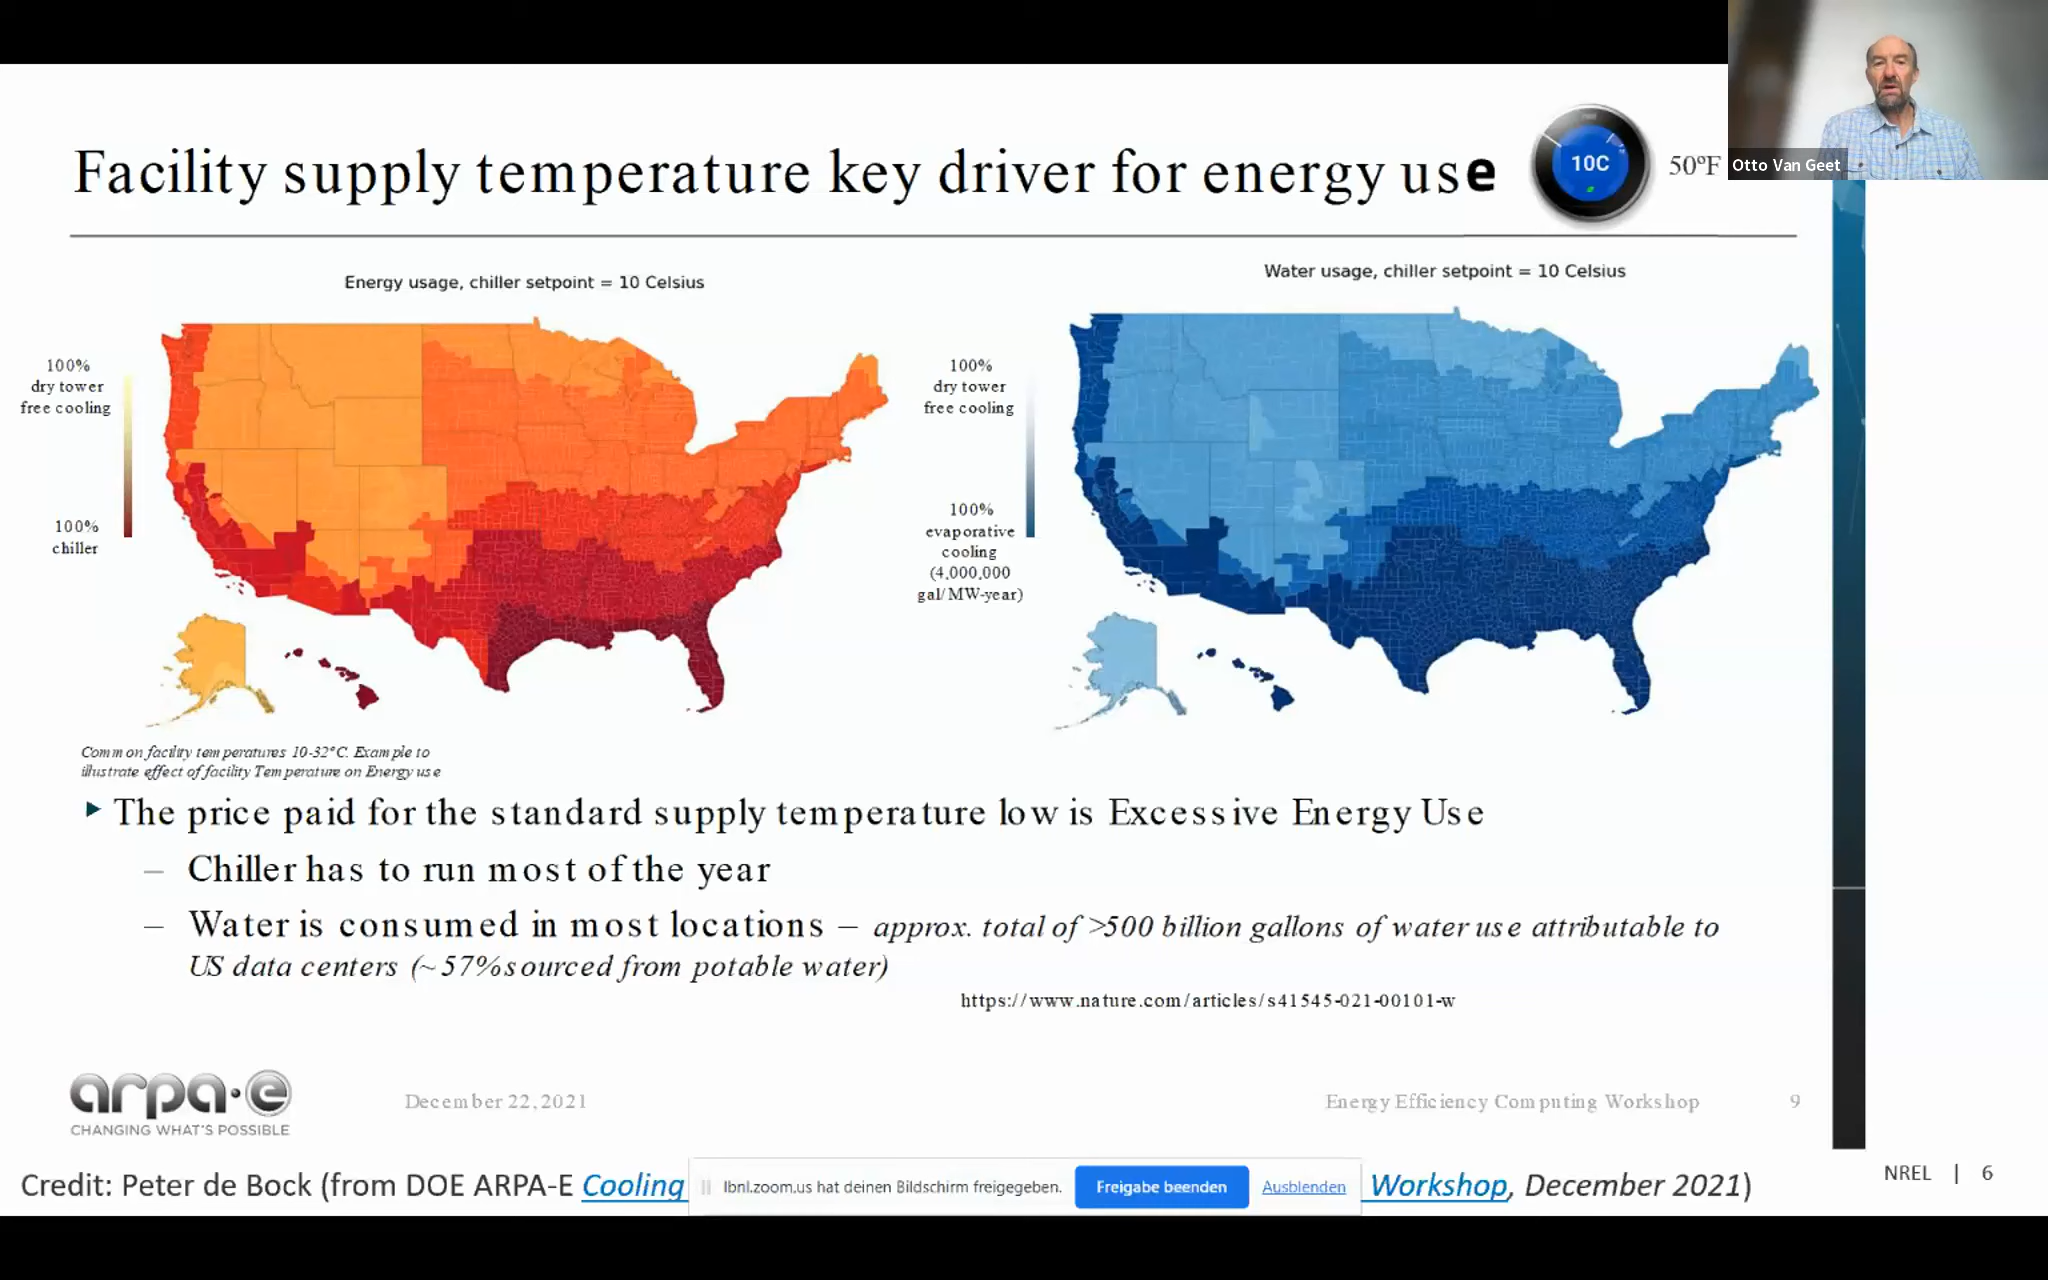 Facility supply temperature key driver for energy use
10C
50ºF
Otto Van Geet
Energy usage, chiller setpoint = 10 Celsius
Water usage, chiller setpoint = 10 Celsius
100%
dry tower
free cooling
100%
chiller
100%
dry tower
free cooling
100%
evaporative
cooling
(4,000,000
gal/MW-year)
Common facility temperatures 10-32°C. Example to
illustrate effect of facility Temperature on Energy use
The price paid for the standard supply temperature low is Excessive Energy Use
– Chiller has to run most of the year
– Water is consumed in most locations – approx. total of >500 billion gallons of water use attributable to
US data centers (~57% sourced from potable water)
https://www.nature.com/articles/s41545-021-00101-w
arpa·e
CHANGING WHAT'S POSSIBLE
December 22, 2021
Energy Efficiency Computing Workshop
9
Credit: Peter de Bock (from DOE ARPA-E Cooling
lbnl.zoom.us hat deinen Bildschirm freigegeben.
Freigabe beenden
Ausblenden
Workshop, December 2021)
NREL | 6